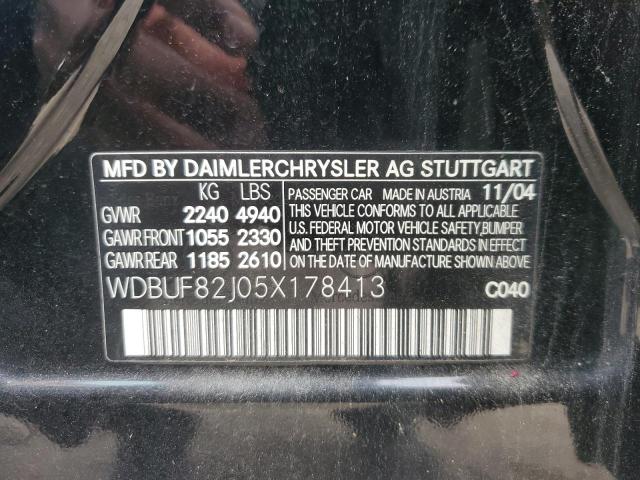 MFD BY DAIMLERCHRYSLER AG STUTTGART
KG LBS
GVWR 2240 4940
GAWR FRONT 1055 2330
GAWR REAR 1185 2610
PASSENGER CAR MADE IN AUSTRIA 11/04
THIS VEHICLE CONFORMS TO ALL APPLICABLE
U.S. FEDERAL MOTOR VEHICLE SAFETY,BUMPER
AND THEFT PREVENTION STANDARDS IN EFFECT
ON THE DATE OF MANUFACTURE SHOWN ABOVE.
WDBUF82J05X178413 C040